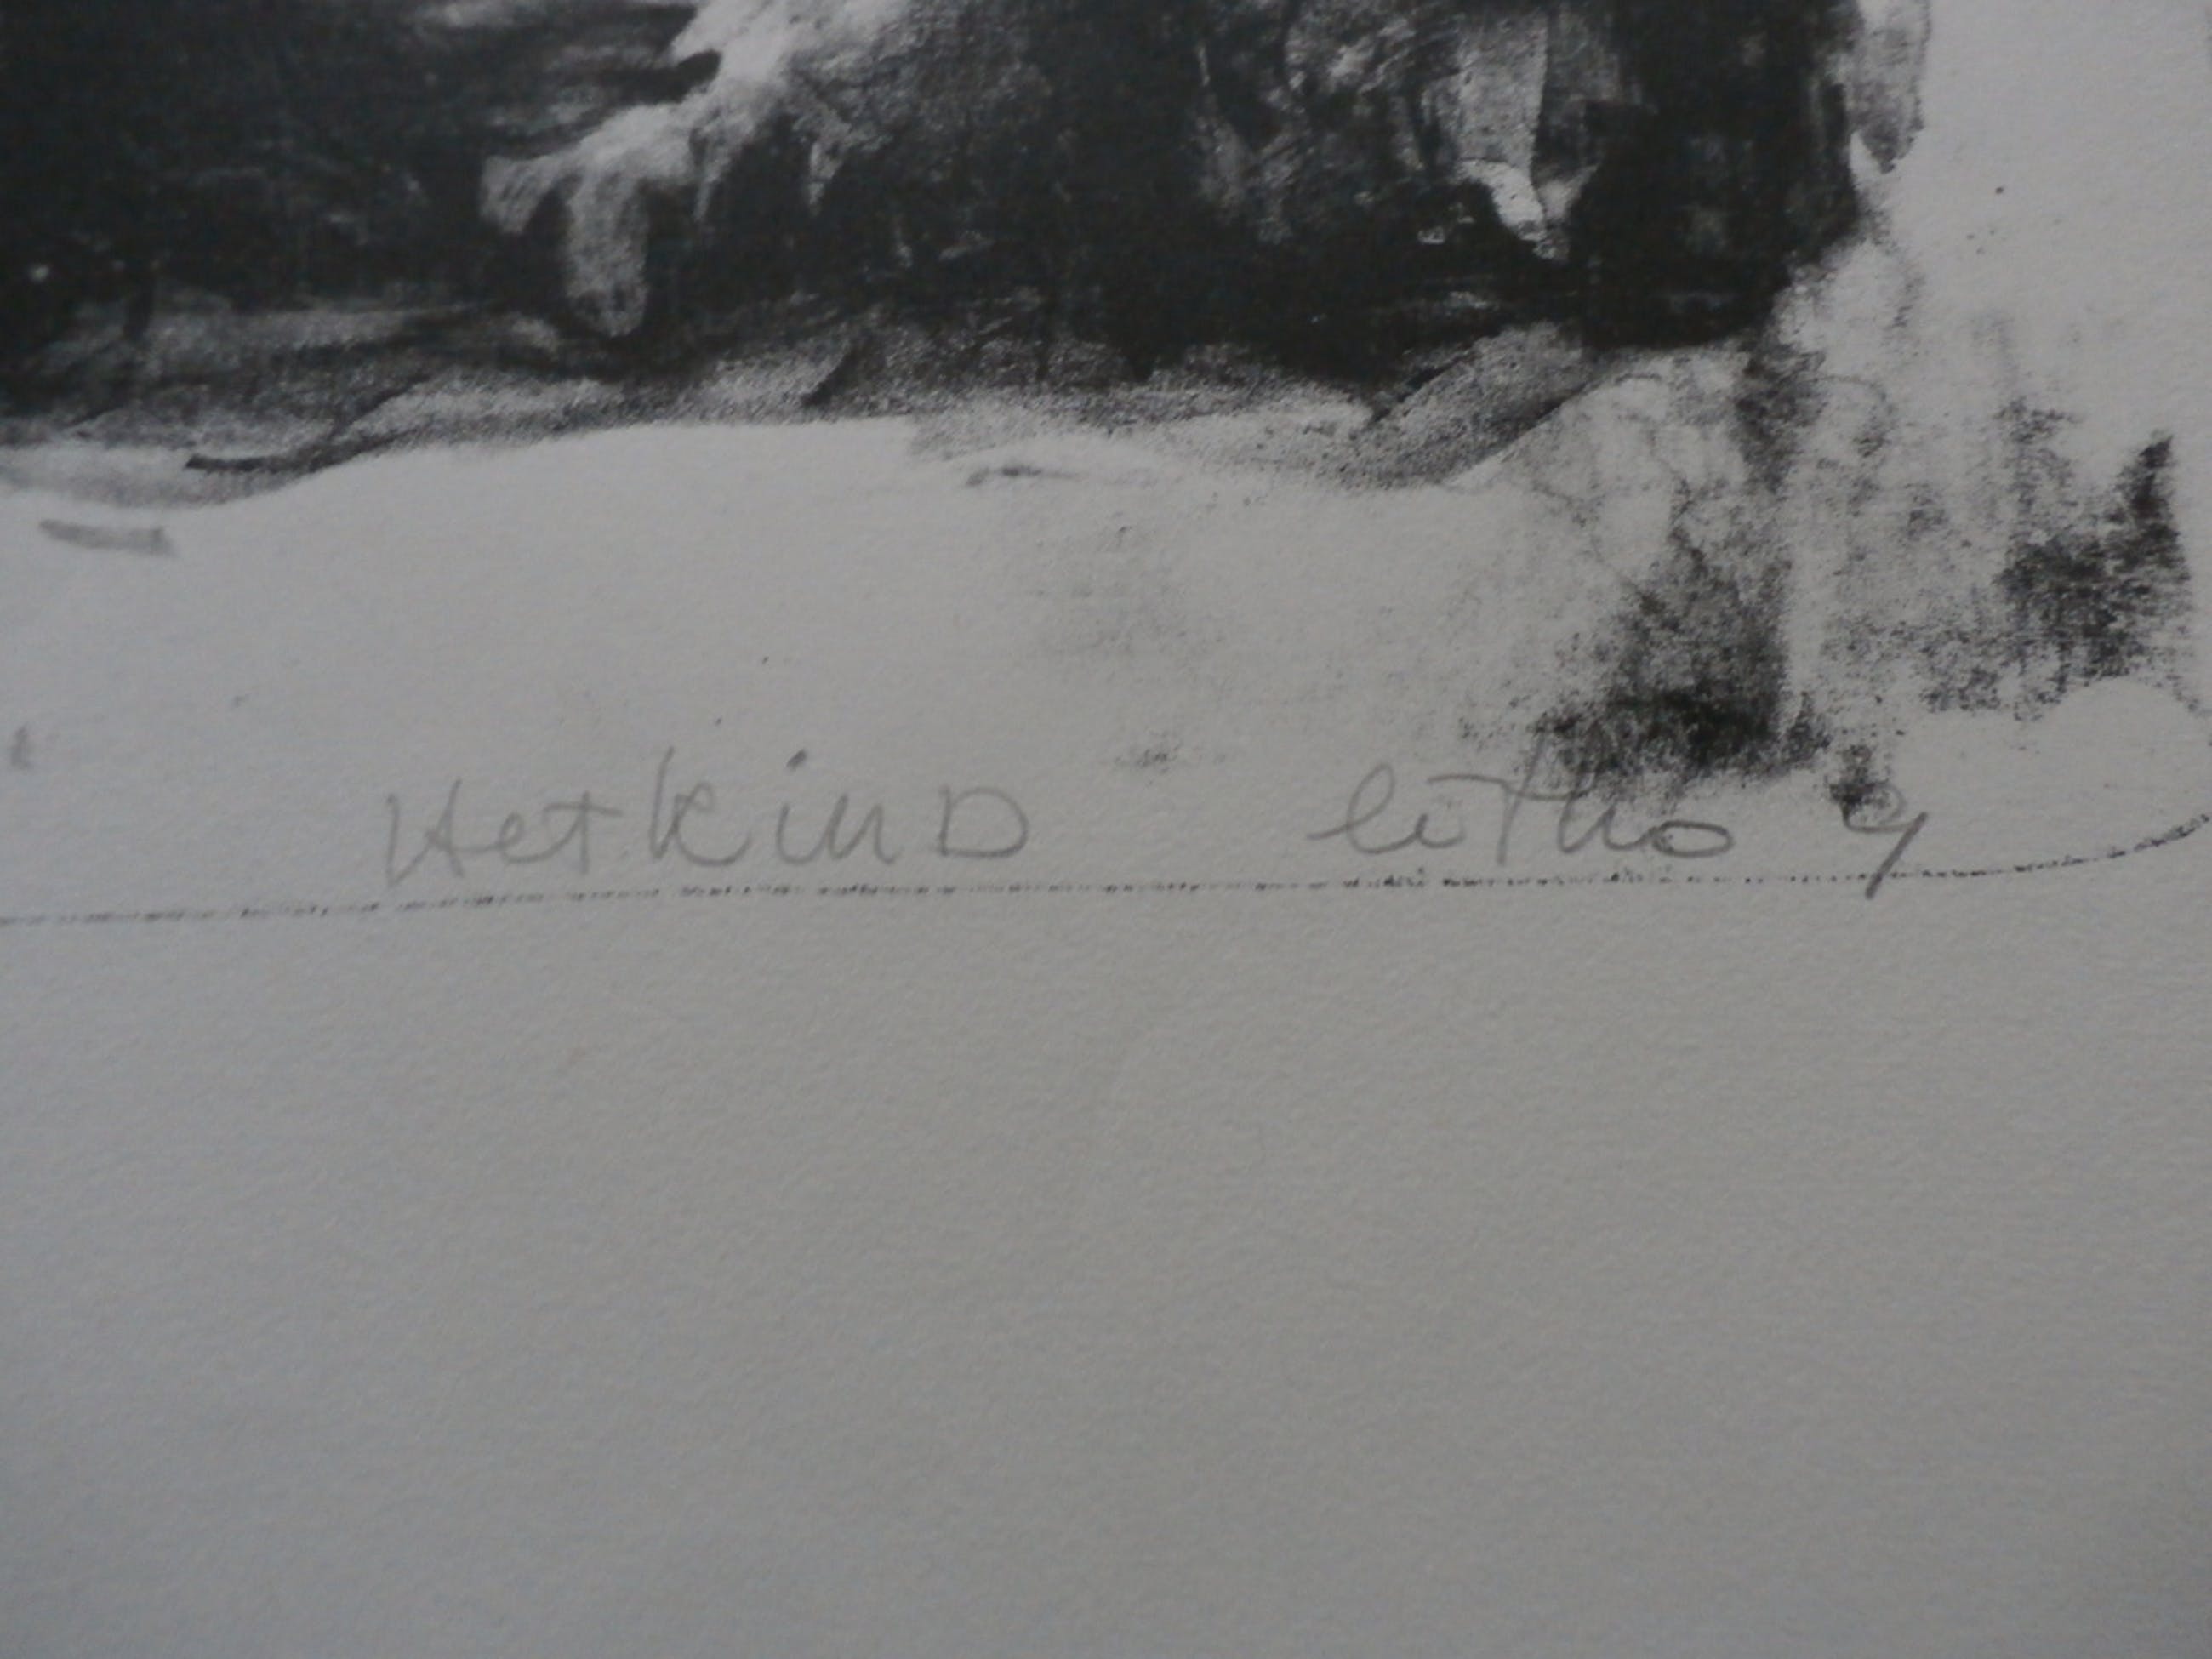 Het kind litho 9